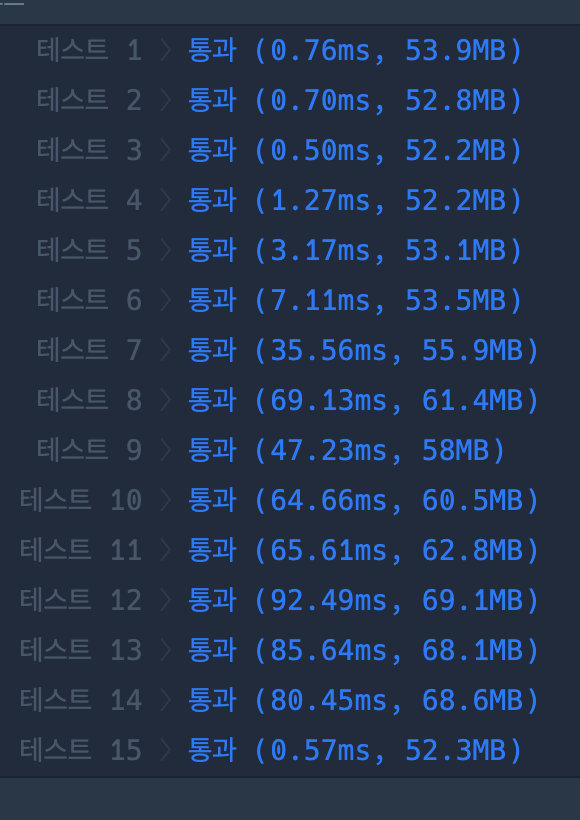 테스트 1 〉 통과 (0.76ms, 53.9MB)
테스트 2 〉 통과 (0.70ms, 52.8MB)
테스트 3 〉 통과 (0.50ms, 52.2MB)
테스트 4 〉 통과 (1.27ms, 52.2MB)
테스트 5 〉 통과 (3.17ms, 53.1MB)
테스트 6 〉 통과 (7.11ms, 53.5MB)
테스트 7 〉 통과 (35.56ms, 55.9MB)
테스트 8 〉 통과 (69.13ms, 61.4MB)
테스트 9 〉 통과 (47.23ms, 58MB)
테스트 10 〉 통과 (64.66ms, 60.5MB)
테스트 11 〉 통과 (65.61ms, 62.8MB)
테스트 12 〉 통과 (92.49ms, 69.1MB)
테스트 13 〉 통과 (85.64ms, 68.1MB)
테스트 14 〉 통과 (80.45ms, 68.6MB)
테스트 15 〉 통과 (0.57ms, 52.3MB)